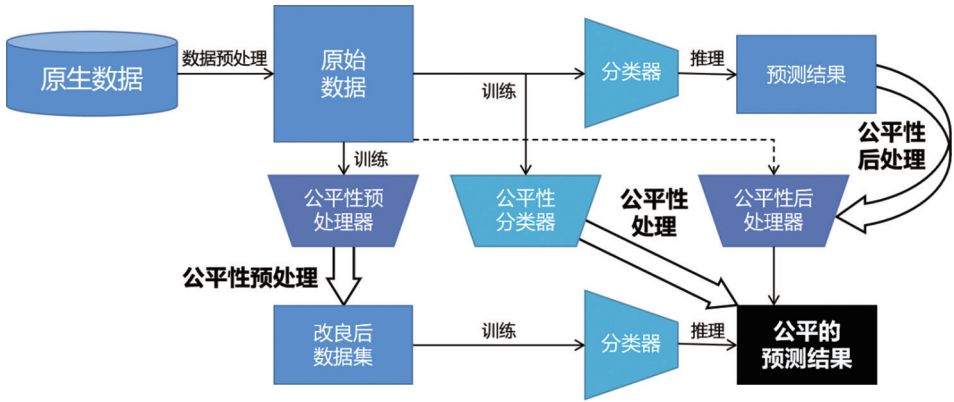 原生数据
数据预处理
原始
数据
训练
分类器
推理
预测结果
公平性
后处理
训练
公平性预
处理器
公平性
分类器
公平性
处理
公平性后
处理器
公平性预处理
改良后
数据集
训练
分类器
推理
公平的
预测结果